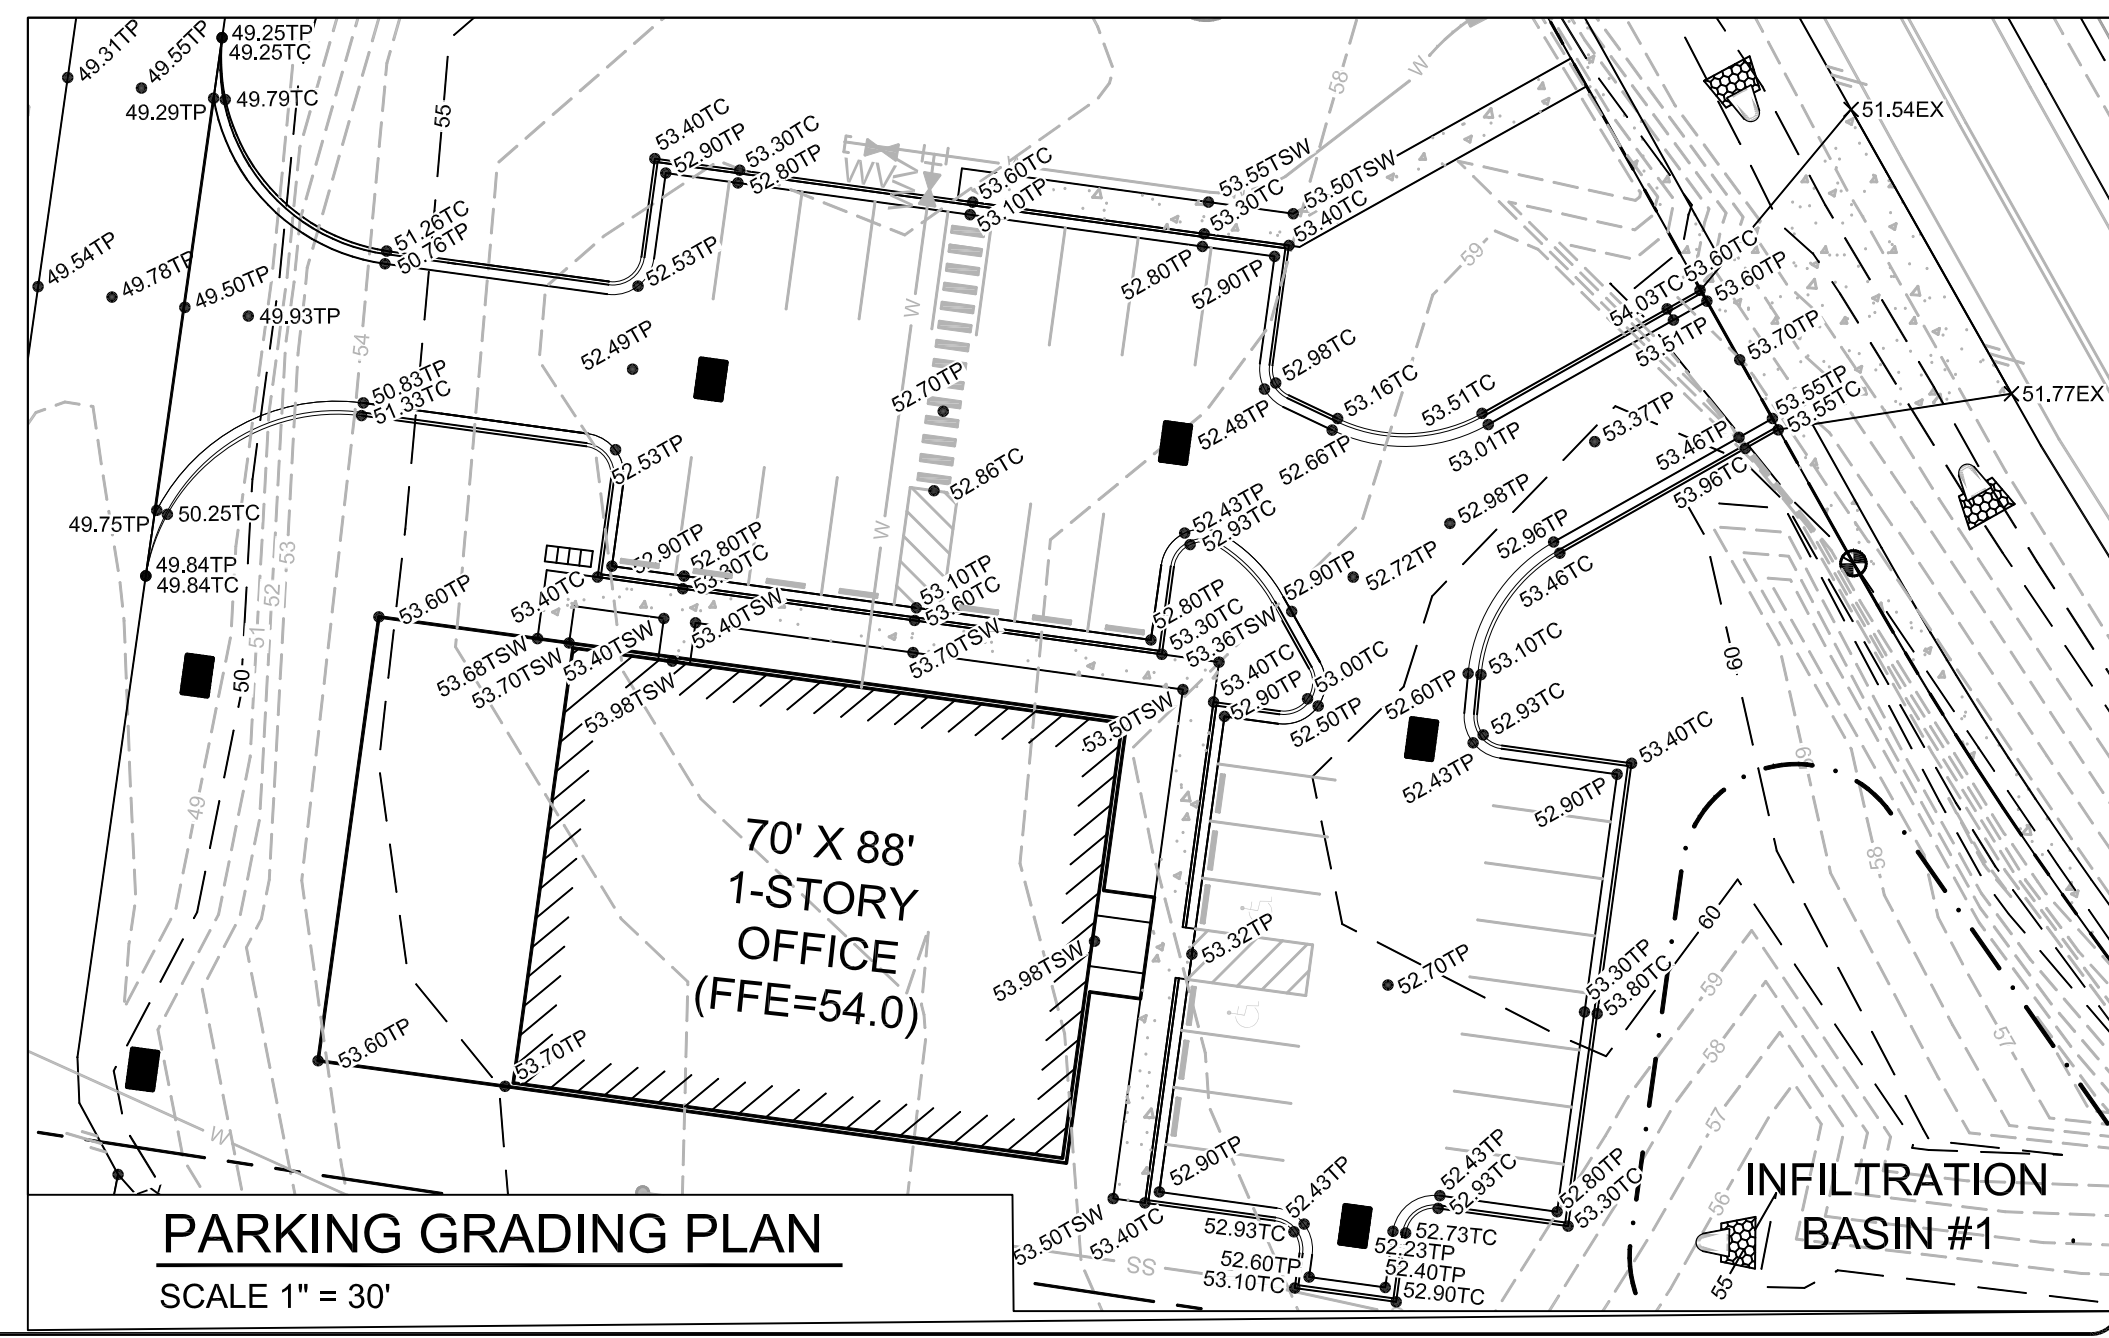 49.31TP
49.55TP
49.25TP
49.25TC
49.29TP
49.79TC
55
58
W
51.54EX
53.40TC
52.90TP
53.30TC
52.80TP
WV
53.60TC
53.10TP
53.55TSW
53.30TC
53.50TSW
53.40TC
51.26TC
50.76TP
52.53TP
52.80TP
52.90TP
59
54.03TC
53.60TC
53.60TP
49.54TP
49.78TP
49.50TP
49.93TP
54
W
53.51TP
53.70TP
52.49TP
52.70TP
52.98TC
53.16TC
53.51TC
53.55TP
53.55TC
51.77EX
50.83TP
51.33TC
52.53TP
52.48TP
52.66TP
53.01TP
53.37TP
53.46TP
53.96TC
52.86TC
49.75TP
50.25TC
W
52.43TP
52.93TC
52.98TP
52.96TP
53.46TC
49.84TP
49.84TC
53
52
51
50
49
52.90TP
52.80TP
53.30TC
53.40TC
53.10TP
53.60TC
52.90TP
52.72TP
53.60TP
53.40TSW
53.40TSW
53.68TSW
53.70TSW
53.98TSW
53.70TSW
52.80TP
53.30TC
53.36TSW
53.40TC
52.90TP
53.00TC
52.50TP
53.50TSW
52.60TP
53.10TC
52.93TC
52.43TP
53.40TC
52.90TP
60
59
58
57
70' X 88'
1-STORY
OFFICE
(FFE=54.0)
53.98TSW
53.32TP
52.70TP
53.30TP
53.80TC
60
59
58
57
56
55
53.60TP
53.70TP
W
52.90TP
52.43TP
52.43TP
52.93TC
52.80TP
53.30TC
53.50TSW
53.40TC
52.93TC
52.60TP
53.10TC
52.73TC
52.23TP
52.40TP
52.90TC
SS
INFILTRATION
BASIN #1
PARKING GRADING PLAN
SCALE 1" = 30'